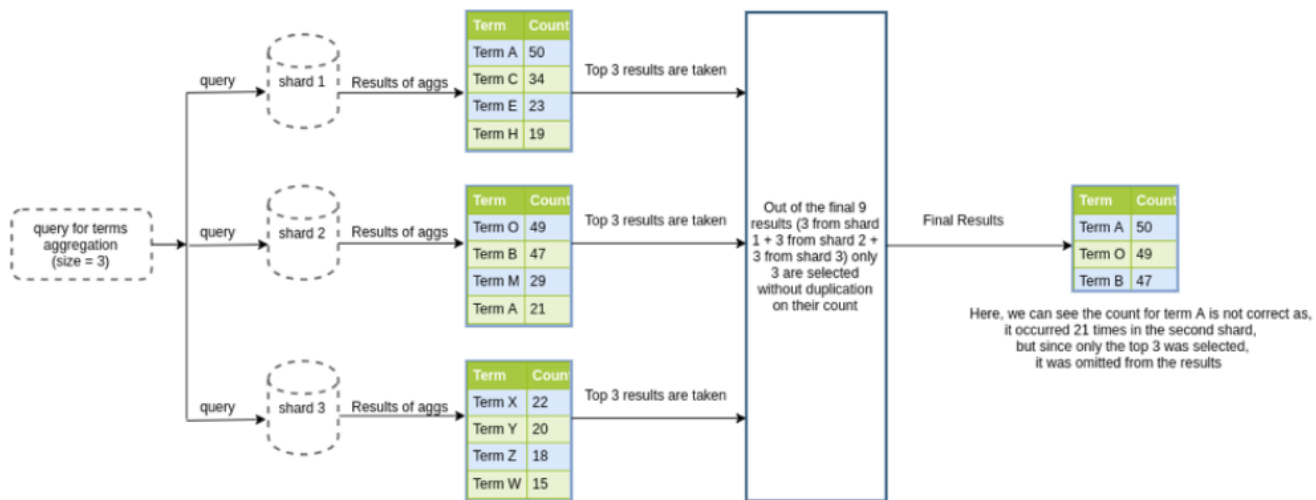 query for terms
aggregation
(size = 3)
query
shard 1
Results of aggs
Term Count
Term A 50
Term C 34
Term E 23
Term H 19
Top 3 results are taken
query
shard 2
Results of aggs
Term Count
Term O 49
Term B 47
Term M 29
Term A 21
Top 3 results are taken
query
shard 3
Results of aggs
Term Count
Term X 22
Term Y 20
Term Z 18
Term W 15
Top 3 results are taken
Out of the final 9
results (3 from shard
1 + 3 from shard 2 +
3 from shard 3) only
3 are selected
without duplication
on their count
Final Results
Term Count
Term A 50
Term O 49
Term B 47
Here, we can see the count for term A is not correct as,
it occurred 21 times in the second shard,
but since only the top 3 was selected,
it was omitted from the results